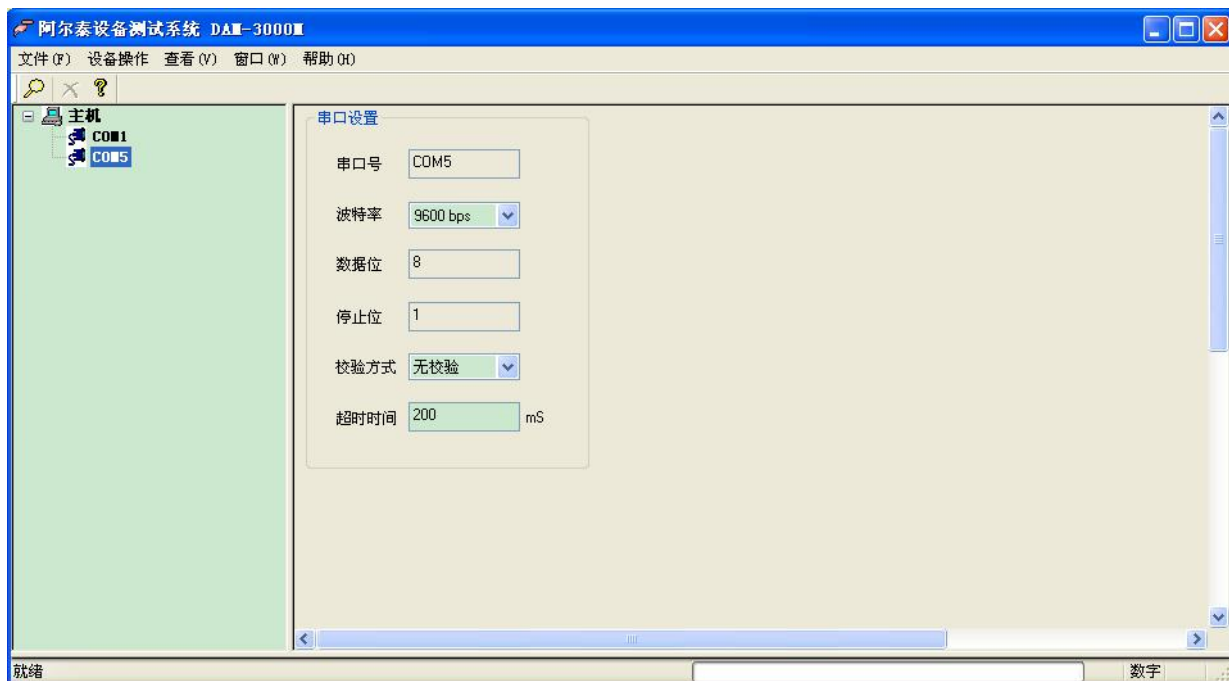 阿尔泰设备测试系统 DAM-3000M
文件(F) 设备操作 查看(V) 窗口(W) 帮助(H)
主机
COM1
COM5
串口设置
串口号 COM5
波特率 9600 bps
数据位 8
停止位 1
校验方式 无校验
超时时间 200 mS
就绪 数字